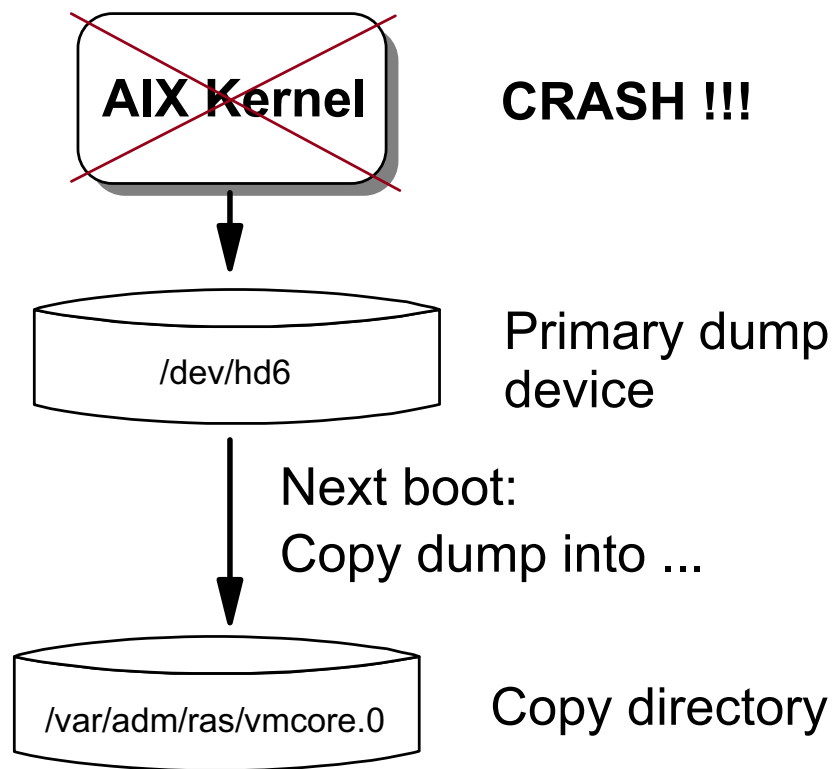 AIX Kernel
CRASH !!!
/dev/hd6
Primary dump
device
Next boot:
Copy dump into ...
/var/adm/ras/vmcore.0
Copy directory